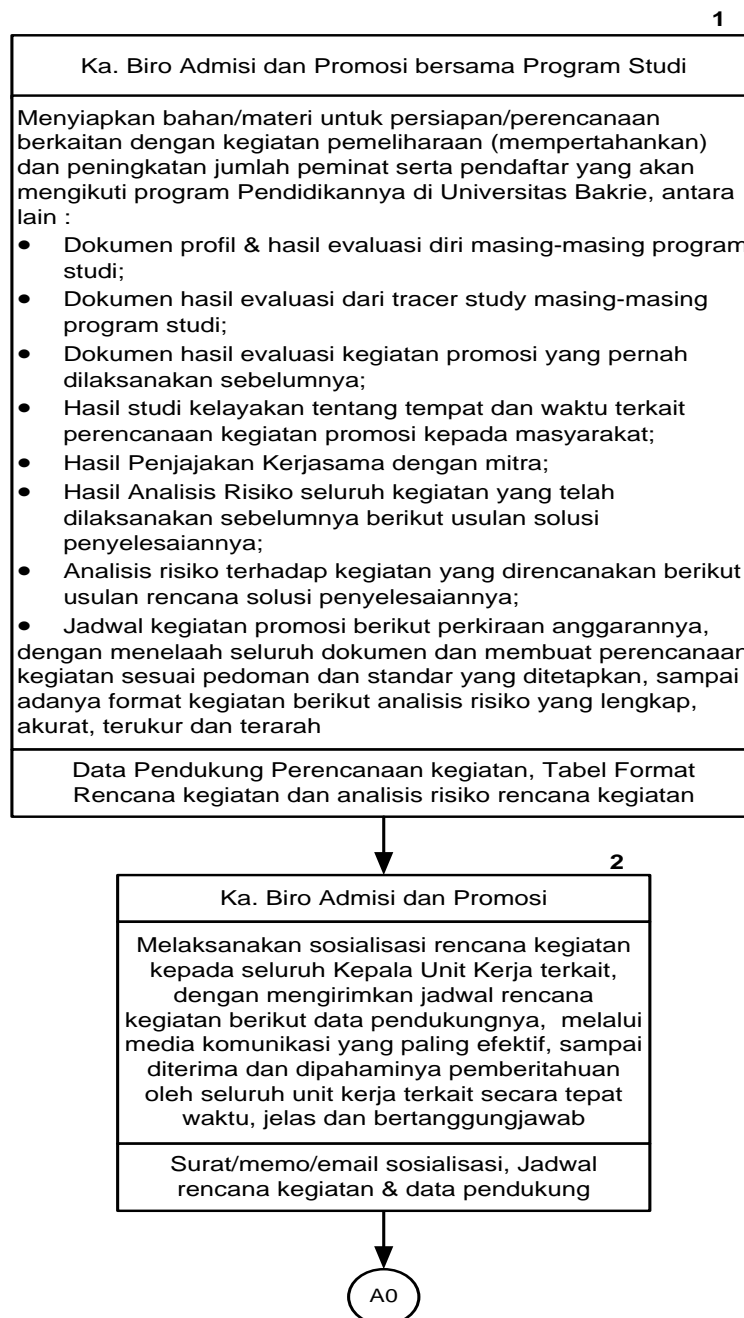 1
Ka. Biro Admisi dan Promosi bersama Program Studi
Menyiapkan bahan/materi untuk persiapan/perencanaan
berkaitan dengan kegiatan pemeliharaan (mempertahankan)
dan peningkatan jumlah peminat serta pendaftar yang akan
mengikuti program Pendidikannya di Universitas Bakrie, antara
lain :
● Dokumen profil & hasil evaluasi diri masing-masing program
studi;
● Dokumen hasil evaluasi dari tracer study masing-masing
program studi;
● Dokumen hasil evaluasi kegiatan promosi yang pernah
dilaksanakan sebelumnya;
● Hasil studi kelayakan tentang tempat dan waktu terkait
perencanaan kegiatan promosi kepada masyarakat;
● Hasil Penjajakan Kerjasama dengan mitra;
● Hasil Analisis Risiko seluruh kegiatan yang telah
dilaksanakan sebelumnya berikut usulan solusi
penyelesaiannya;
● Analisis risiko terhadap kegiatan yang direncanakan berikut
usulan rencana solusi penyelesaiannya;
● Jadwal kegiatan promosi berikut perkiraan anggarannya,
dengan menelaah seluruh dokumen dan membuat perencanaan
kegiatan sesuai pedoman dan standar yang ditetapkan, sampai
adanya format kegiatan berikut analisis risiko yang lengkap,
akurat, terukur dan terarah
Data Pendukung Perencanaan kegiatan, Tabel Format
Rencana kegiatan dan analisis risiko rencana kegiatan
2
Ka. Biro Admisi dan Promosi
Melaksanakan sosialisasi rencana kegiatan
kepada seluruh Kepala Unit Kerja terkait,
dengan mengirimkan jadwal rencana
kegiatan berikut data pendukungnya, melalui
media komunikasi yang paling efektif, sampai
diterima dan dipahaminya pemberitahuan
oleh seluruh unit kerja terkait secara tepat
waktu, jelas dan bertanggungjawab
Surat/memo/email sosialisasi, Jadwal
rencana kegiatan & data pendukung
A0